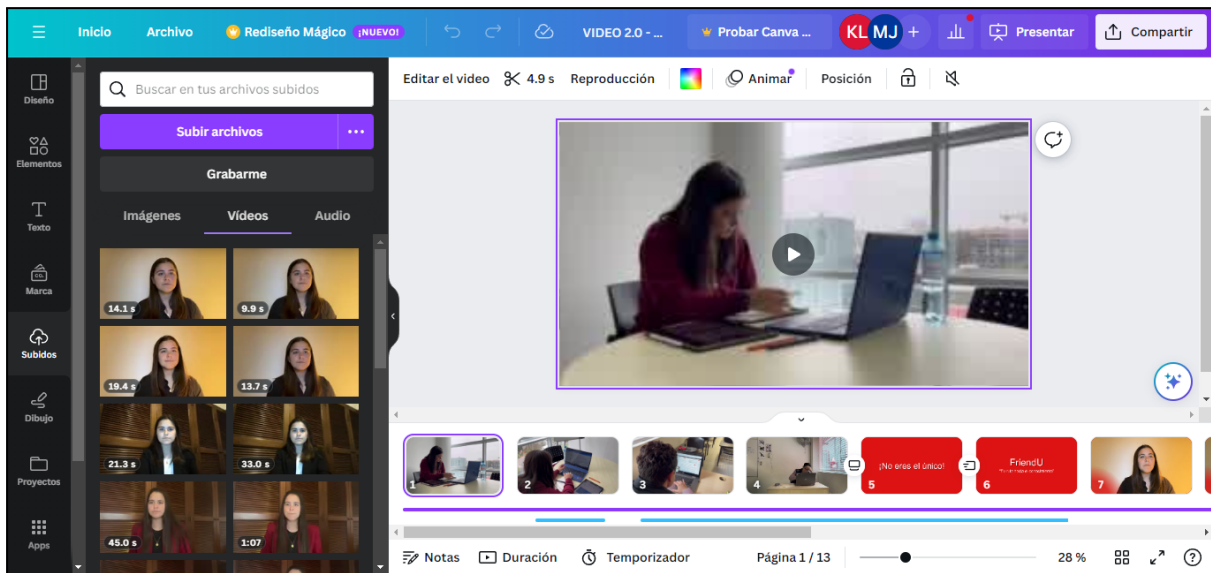 Inicio Archivo Rediseño Mágico ¡NUEVO! VIDEO 2.0 - ... Probar Canva ... KL MJ + Presentar Compartir
Diseño
Elementos
Texto
Marca
Subidos
Dibujo
Proyectos
Apps
Buscar en tus archivos subidos
Subir archivos
Grabarme
Imágenes Vídeos Audio
14.1 s 9.9 s
19.4 s 13.7 s
21.3 s 33.0 s
45.0 s 1:07
Editar el video 4.9 s Reproducción Animar Posición
1 2 3 4 5 6 7
¡No eres el único!
FriendU
Notas Duración Temporizador Página 1 / 13 28 %